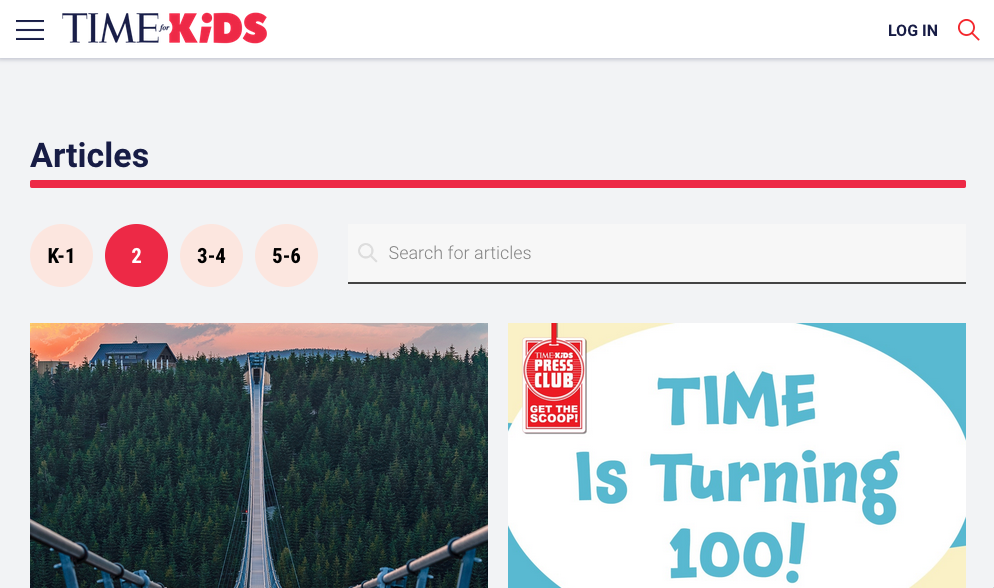 TIME for KiDS
LOG IN
Articles
K-1
2
3-4
5-6
Search for articles
TIME for KiDS
PRESS
CLUB
GET THE
SCOOP!
TIME
Is Turning
100!